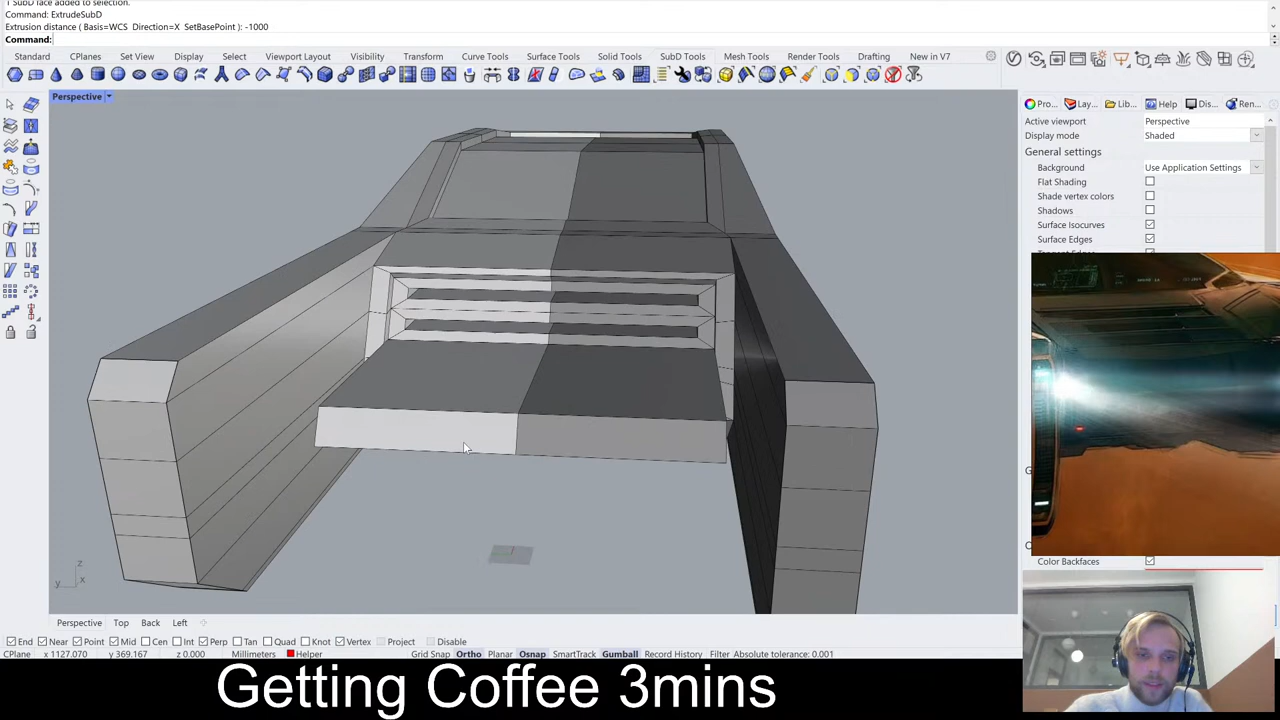 1 SubD face added to selection.
Command: ExtrudeSubD
Extrusion distance ( Basis=WCS Direction=X SetBasePoint ): -1000
Command:
Standard CPlanes Set View Display Select Viewport Layout Visibility Transform Curve Tools Surface Tools Solid Tools SubD Tools Mesh Tools Render Tools Drafting New in V7
Perspective
Pro... Lay... Lib... Help Dis... Ren...
Active viewport Perspective
Display mode Shaded
General settings
Background Use Application Settings
Flat Shading
Shade vertex colors
Shadows
Surface Isocurves
Surface Edges
Color Backfaces
z
y x
Perspective Top Back Left
End Near Point Mid Cen Int Perp Tan Quad Knot Vertex Project Disable
CPlane x 1127.070 y 369.167 z 0.000 Millimeters Helper Grid Snap Ortho Planar Osnap SmartTrack Gumball Record History Filter Absolute tolerance: 0.001
Getting Coffee 3mins